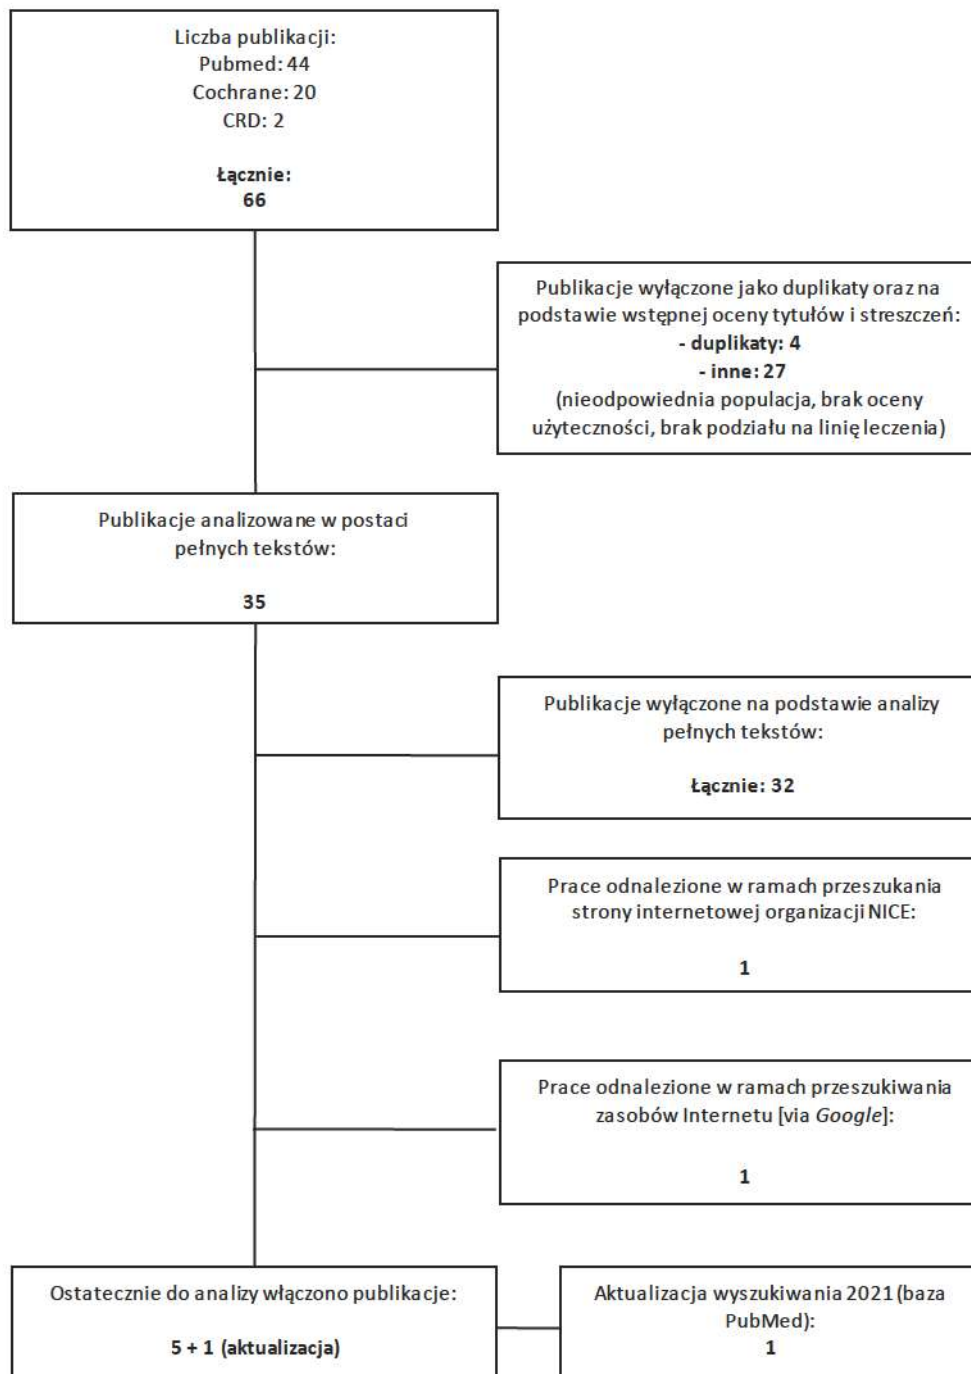 Liczba publikacji:
Pubmed: 44
Cochrane: 20
CRD: 2
Łącznie:
66
Publikacje wyłączone jako duplikaty oraz na
podstawie wstępnej oceny tytułów i streszczeń:
- duplikaty: 4
- inne: 27
(nieodpowiednia populacja, brak oceny
użyteczności, brak podziału na linię leczenia)
Publikacje analizowane w postaci
pełnych tekstów:
35
Publikacje wyłączone na podstawie analizy
pełnych tekstów:
Łącznie: 32
Prace odnalezione w ramach przeszukania
strony internetowej organizacji NICE:
1
Prace odnalezione w ramach przeszukiwania
zasobów Internetu [via Google]:
1
Ostatecznie do analizy włączono publikacje:
5 + 1 (aktualizacja)
Aktualizacja wyszukiwania 2021 (baza
PubMed):
1